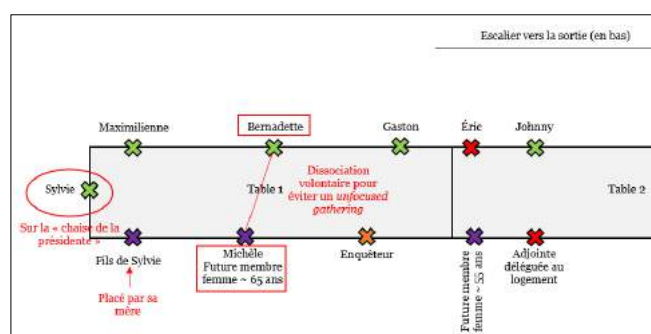 Escalier vers la sortie (en bas)
Maximilienne
Bernadette
Gaston
Éric
Johnny
Sylvie
Table 1
Dissociation
volontaire pour
éviter un unfocused
gathering
Table 2
Sur la « chaise de la
présidente »
Fils de Sylvie
Placé par sa
mère
Michèle
Future membre
femme ~ 65 ans
Enquêteur
Future membre
femme ~ 55 ans
Adjointe
déléguée au
logement